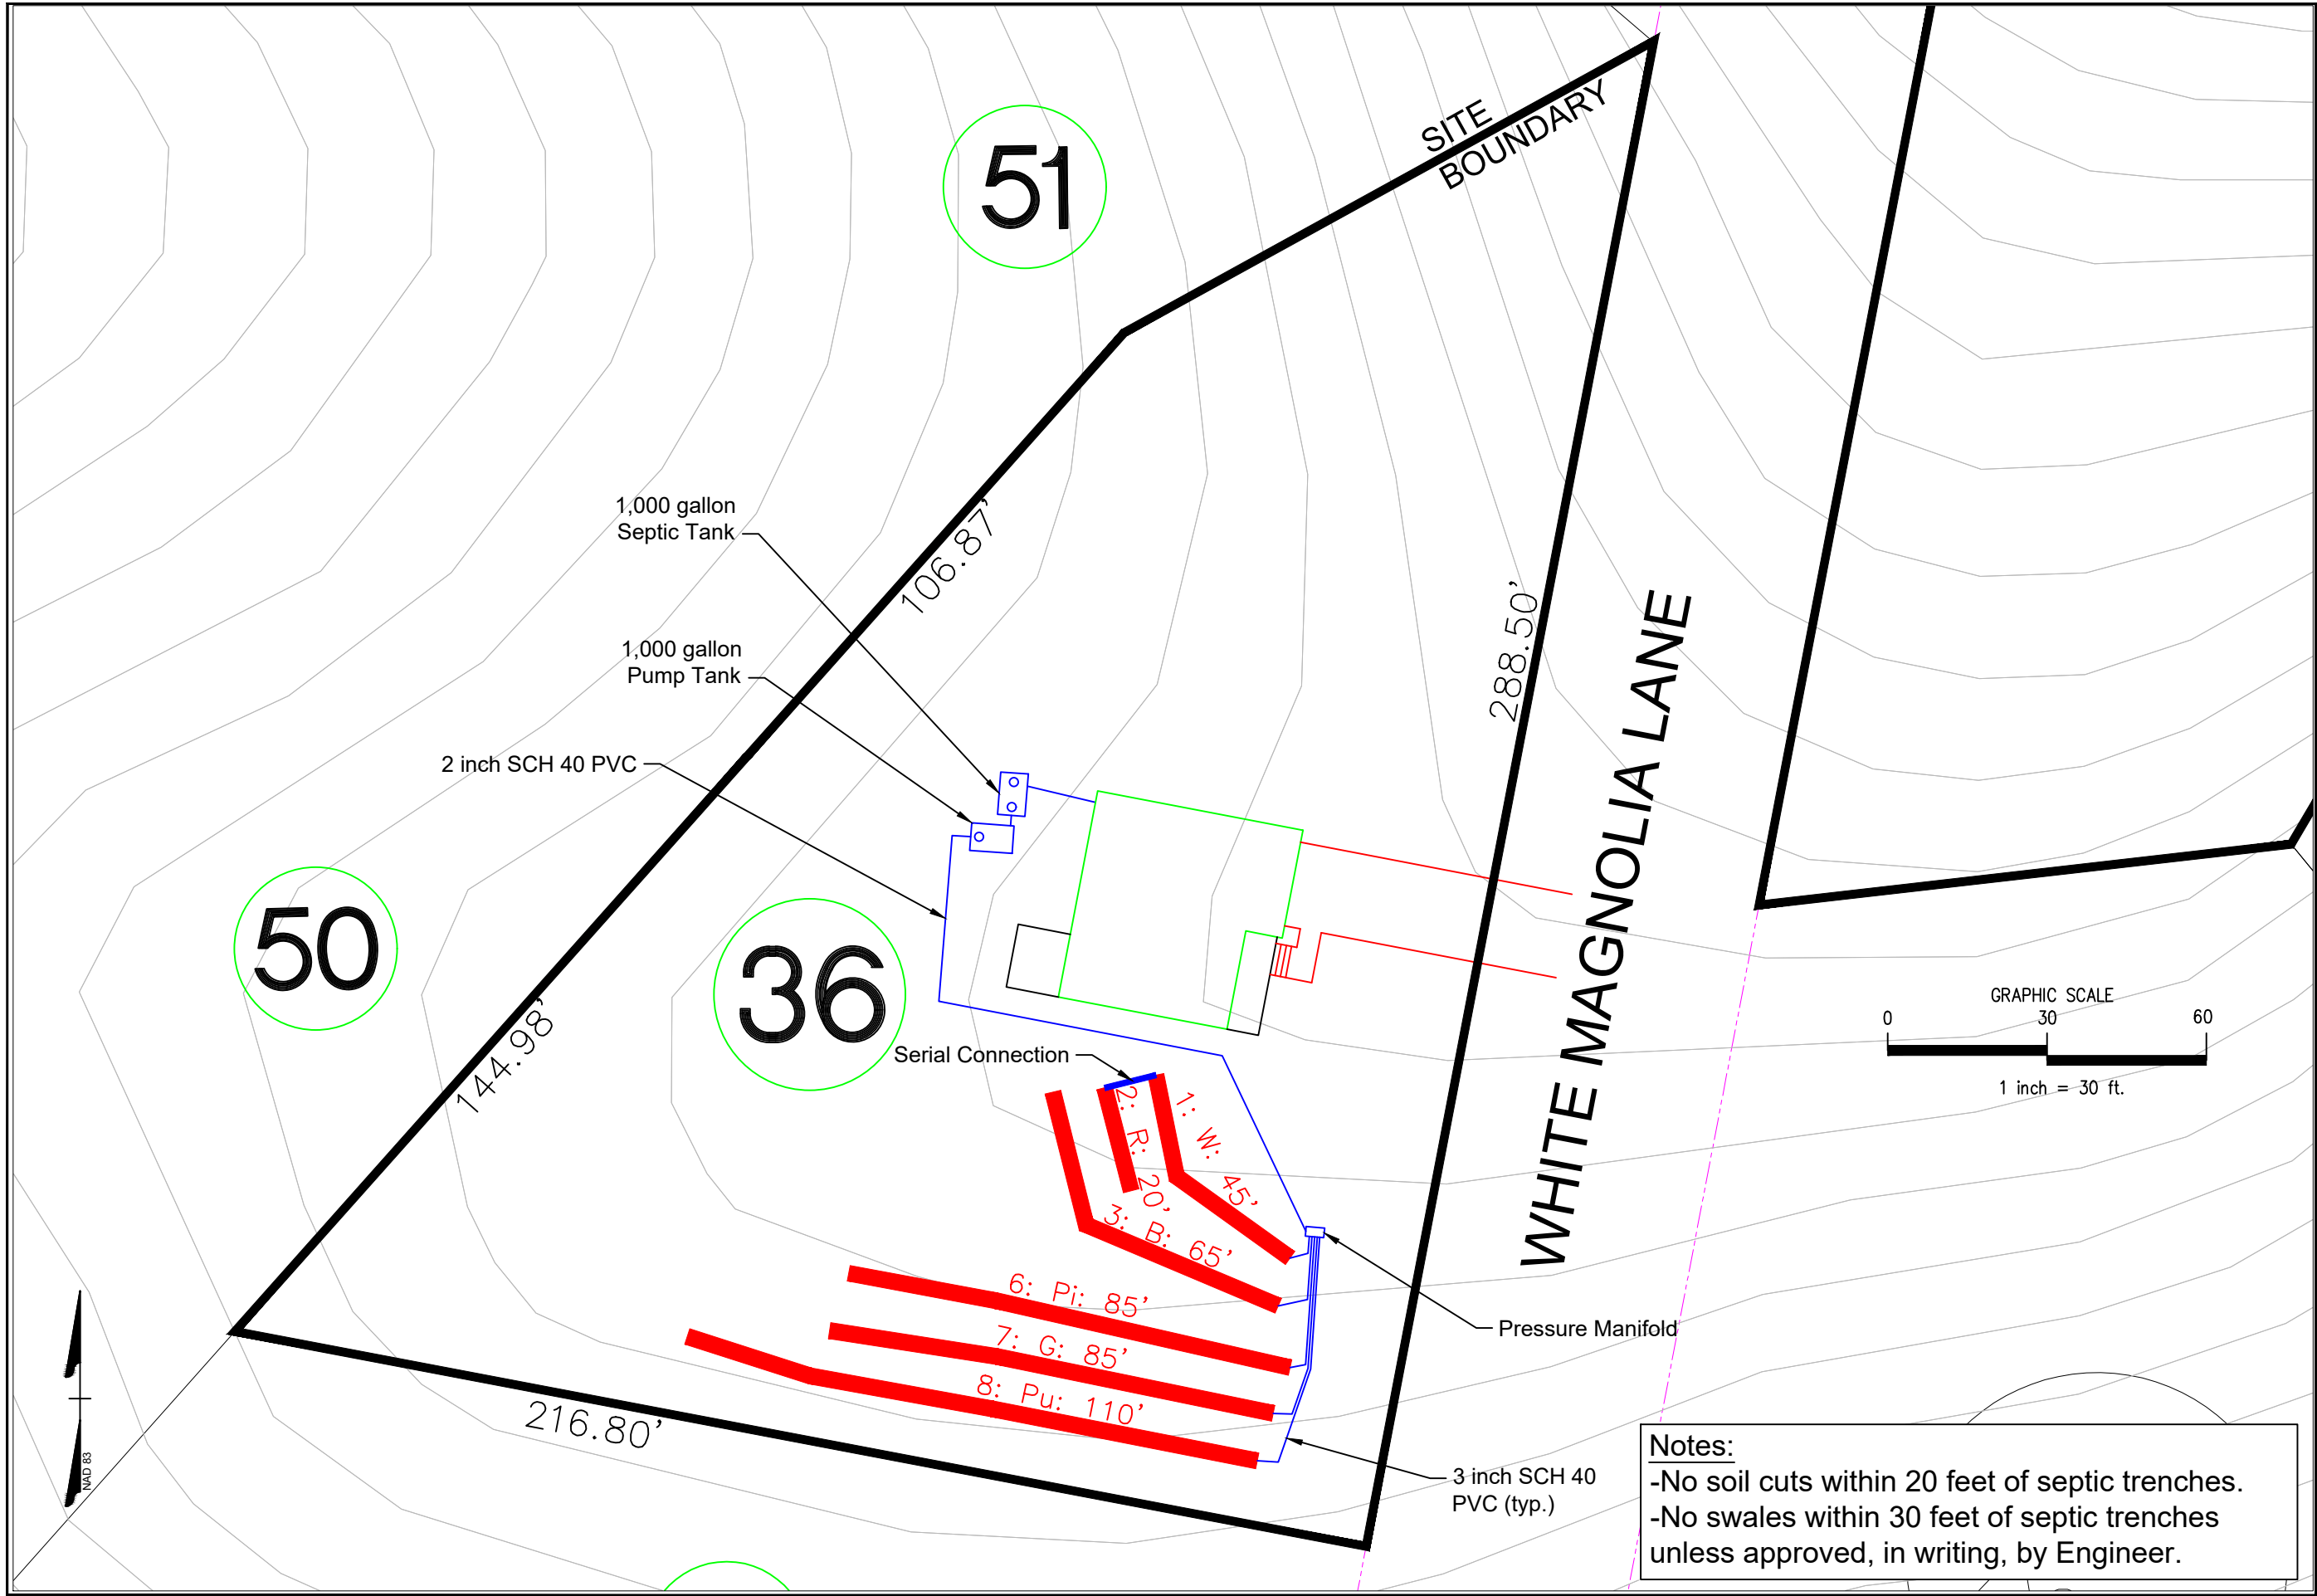 51
SITE
BOUNDARY
1,000 gallon
Septic Tank
106.87'
1,000 gallon
Pump Tank
288.50'
2 inch SCH 40 PVC
WHITE MAGNOLIA LANE
50
36
144.98'
GRAPHIC SCALE
0 30 60
1 inch = 30 ft.
Serial Connection
1: W: 45'
2: R: 20'
3: B: 65'
6: Pi: 85'
7: G: 85'
8: Pu: 110'
Pressure Manifold
216.80'
3 inch SCH 40
PVC (typ.)
NAD 83
Notes:
-No soil cuts within 20 feet of septic trenches.
-No swales within 30 feet of septic trenches
unless approved, in writing, by Engineer.